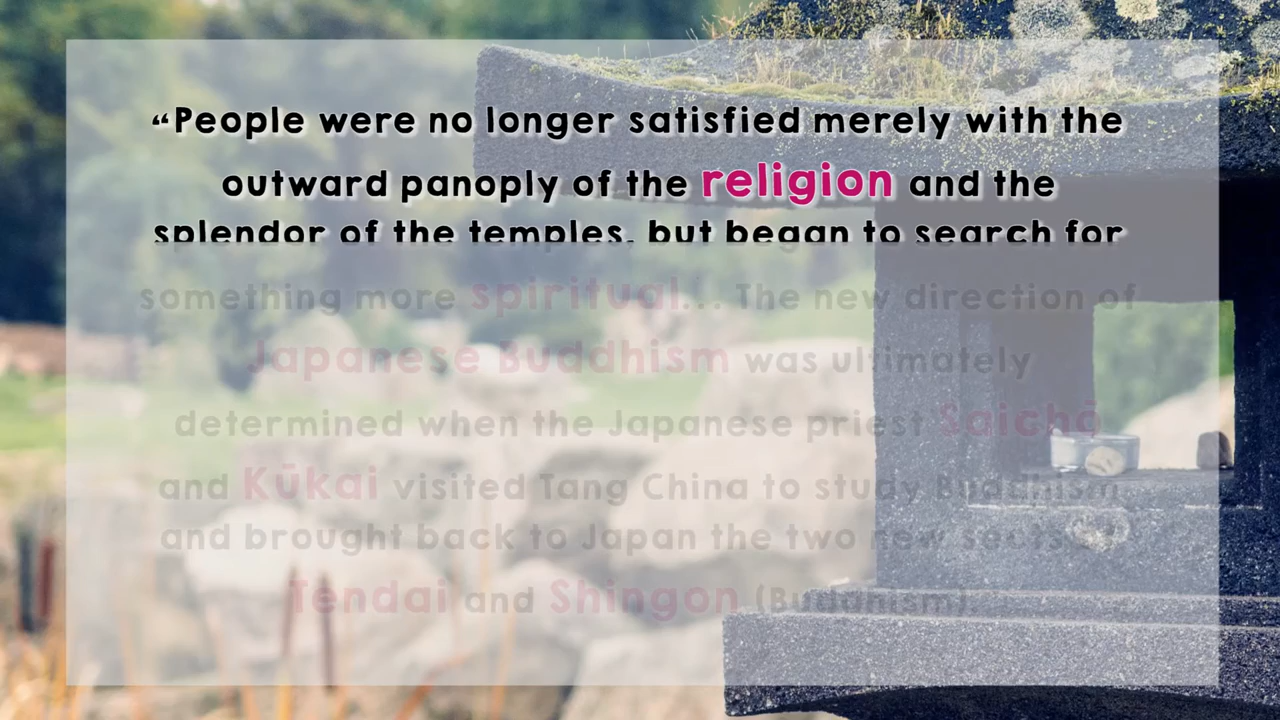 “People were no longer satisfied merely with the
outward panoply of the religion and the
splendor of the temples, but began to search for
something more spiritual... The new direction of
Japanese Buddhism was ultimately
determined when the Japanese priest Saichō
and Kūkai visited Tang China to study Buddhism
and brought back to Japan the two new sects,
Tendai and Shingon (Buddhism).